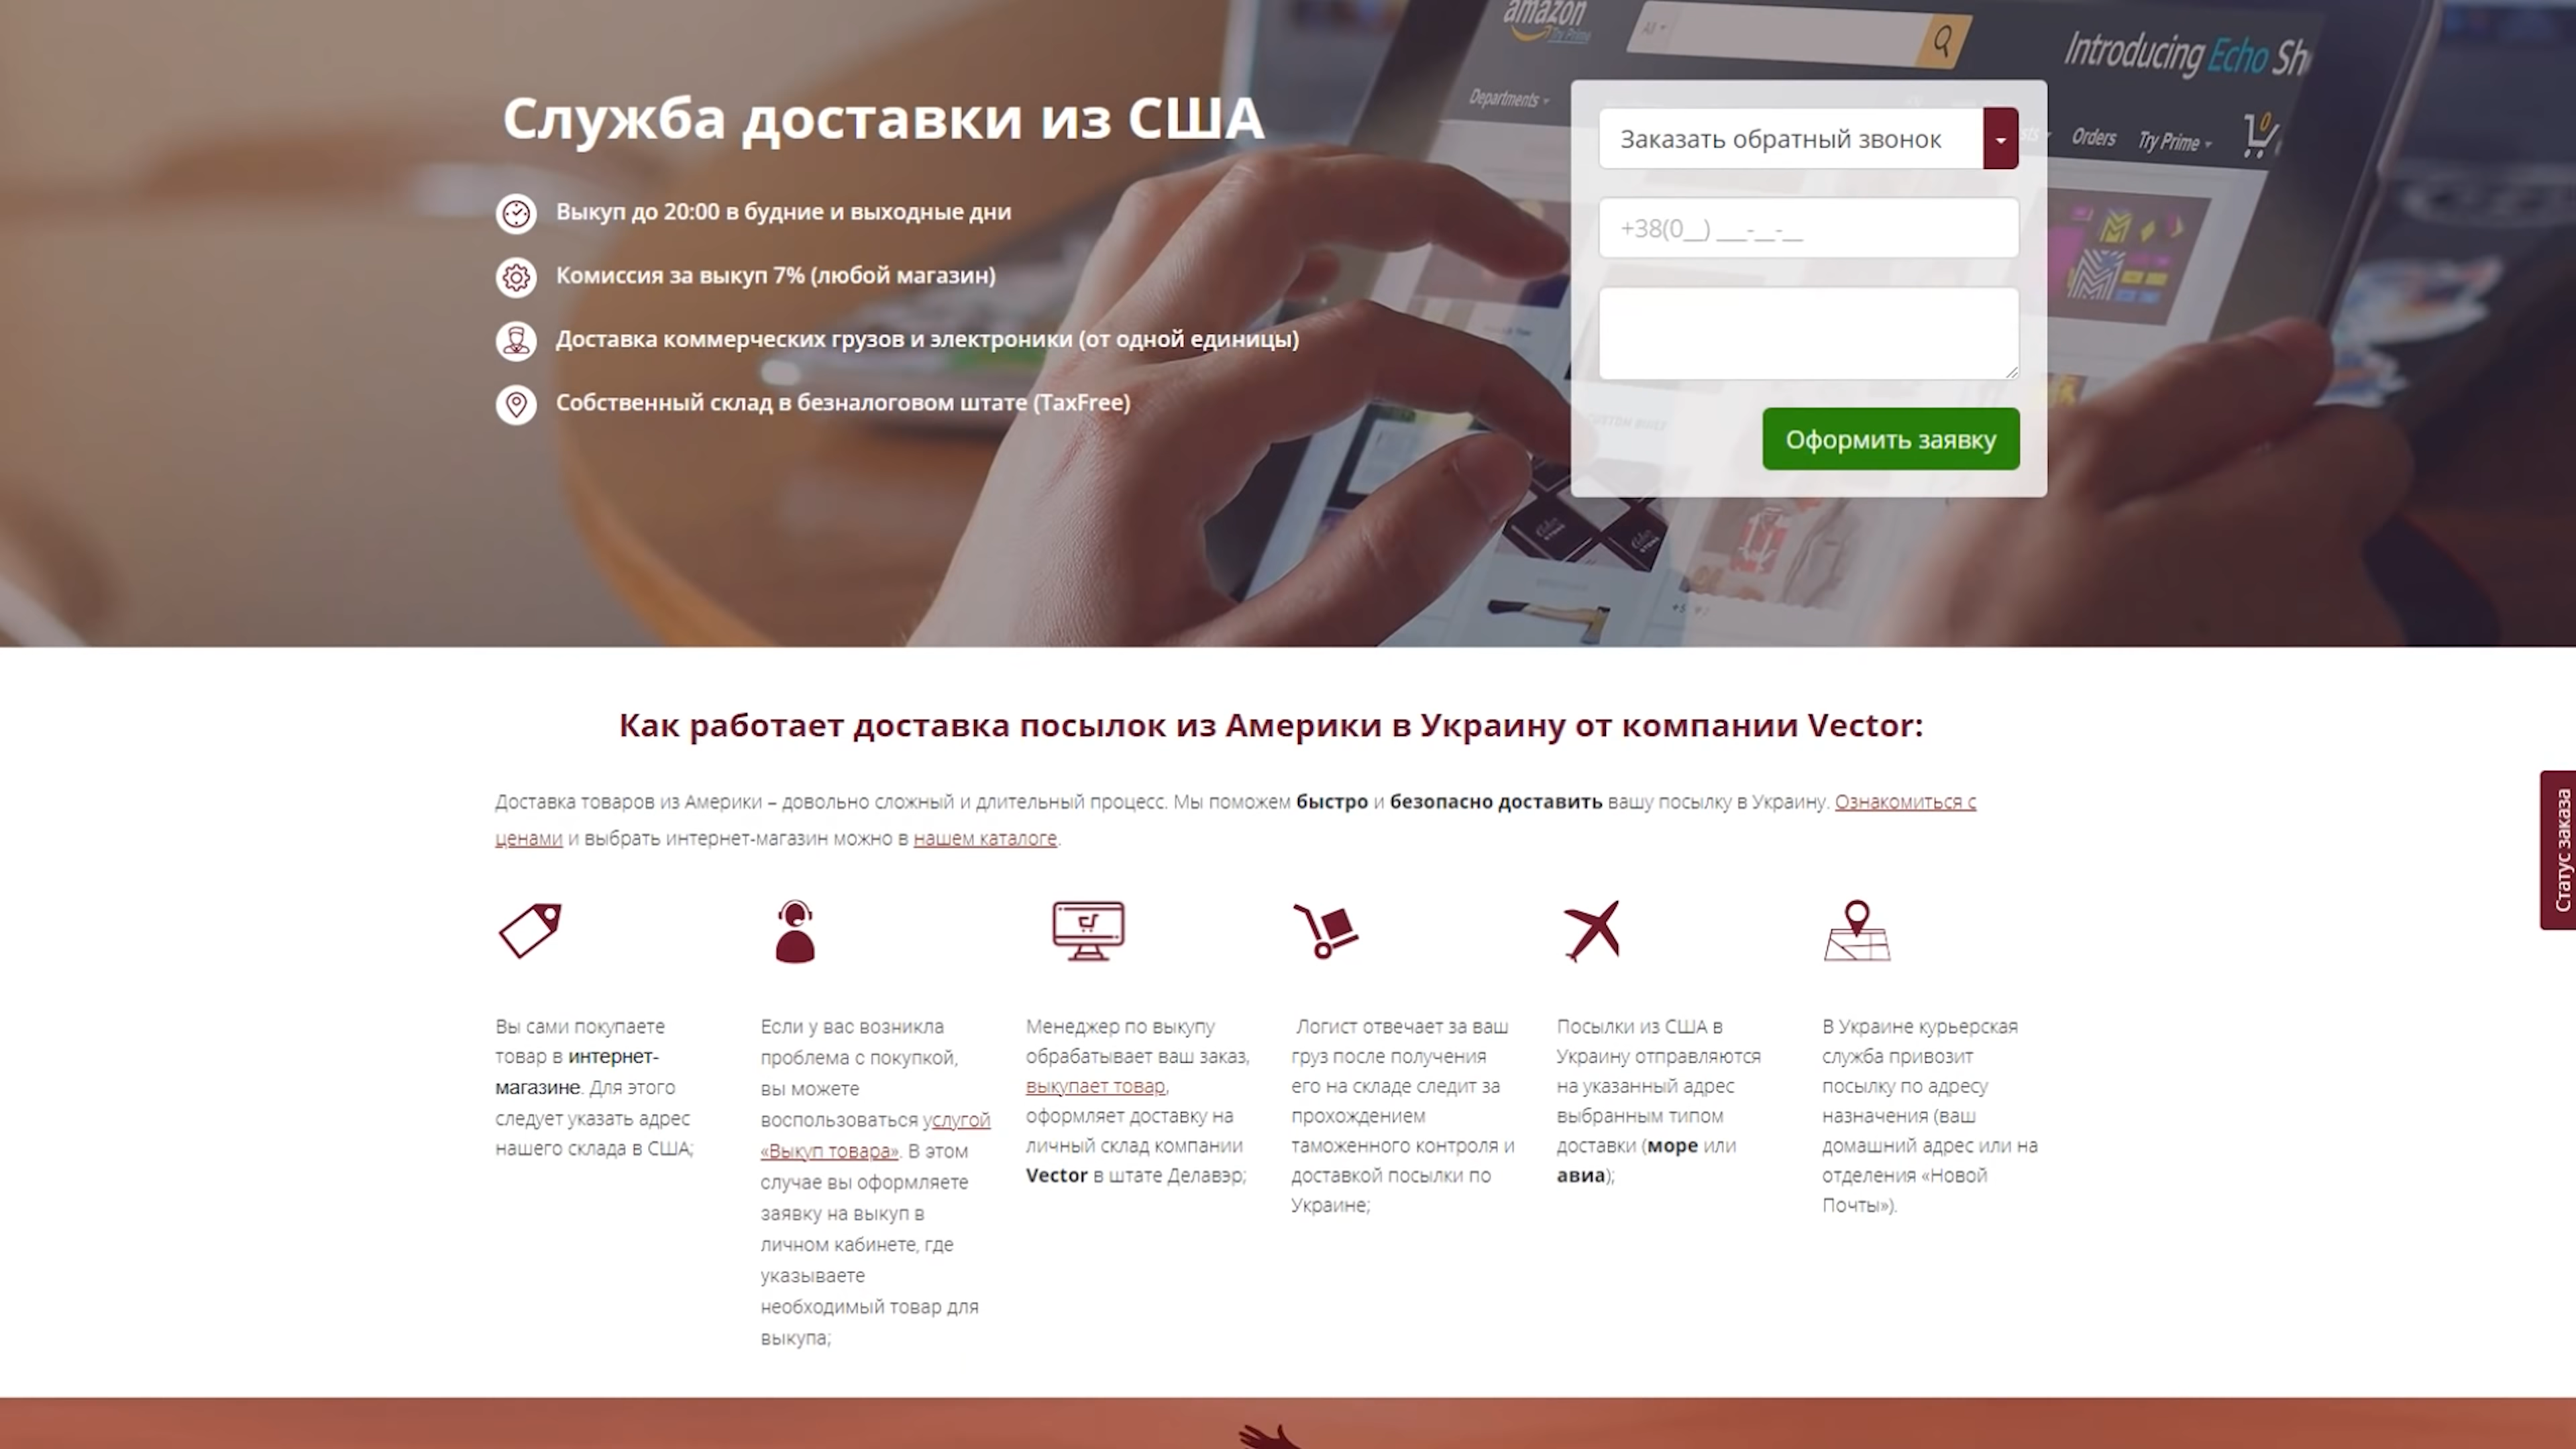 amazon
Try Prime
All
Introducing Echo Sh
Departments
Orders
Try Prime
0
Служба доставки из США
Выкуп до 20:00 в будние и выходные дни
Комиссия за выкуп 7% (любой магазин)
Доставка коммерческих грузов и электроники (от одной единицы)
Собственный склад в безналоговом штате (TaxFree)
Заказать обратный звонок
+38(0__) ___-__-__
Оформить заявку
Как работает доставка посылок из Америки в Украину от компании Vector:
Доставка товаров из Америки – довольно сложный и длительный процесс. Мы поможем быстро и безопасно доставить вашу посылку в Украину. Ознакомиться с
ценами и выбрать интернет-магазин можно в нашем каталоге.
Вы сами покупаете
товар в интернет-
магазине. Для этого
следует указать адрес
нашего склада в США;
Если у вас возникла
проблема с покупкой,
вы можете
воспользоваться услугой
«Выкуп товара». В этом
случае вы оформляете
заявку на выкуп в
личном кабинете, где
указываете
необходимый товар для
выкупа;
Менеджер по выкупу
обрабатывает ваш заказ,
выкупает товар,
оформляет доставку на
личный склад компании
Vector в штате Делавэр;
Логист отвечает за ваш
груз после получения
его на складе следит за
прохождением
таможенного контроля и
доставкой посылки по
Украине;
Посылки из США в
Украину отправляются
на указанный адрес
выбранным типом
доставки (море или
авиа);
В Украине курьерская
служба привозит
посылку по адресу
назначения (ваш
домашний адрес или на
отделения «Новой
Почты»).
Статус заказа